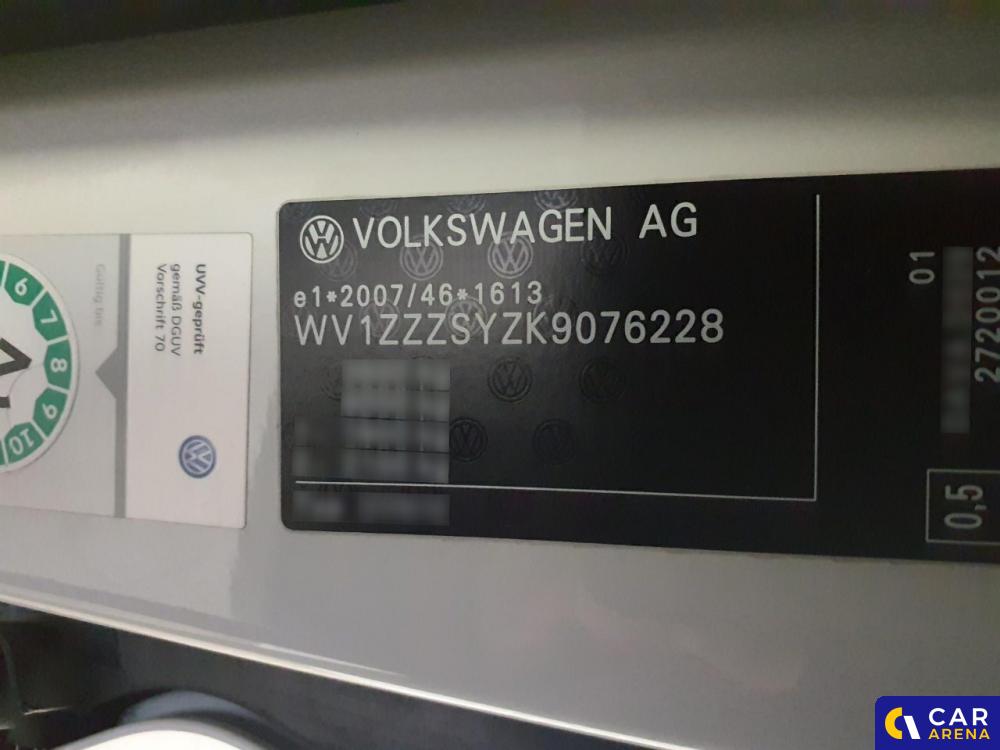 VOLKSWAGEN AG
e1*2007/46*1613
WV1ZZZSYZK9076228
01
2720012
0,5
UVV-geprüft
gemäß DGUV
Vorschrift 70
Gültig bis
6
7
8
9
10
CAR
ARENA